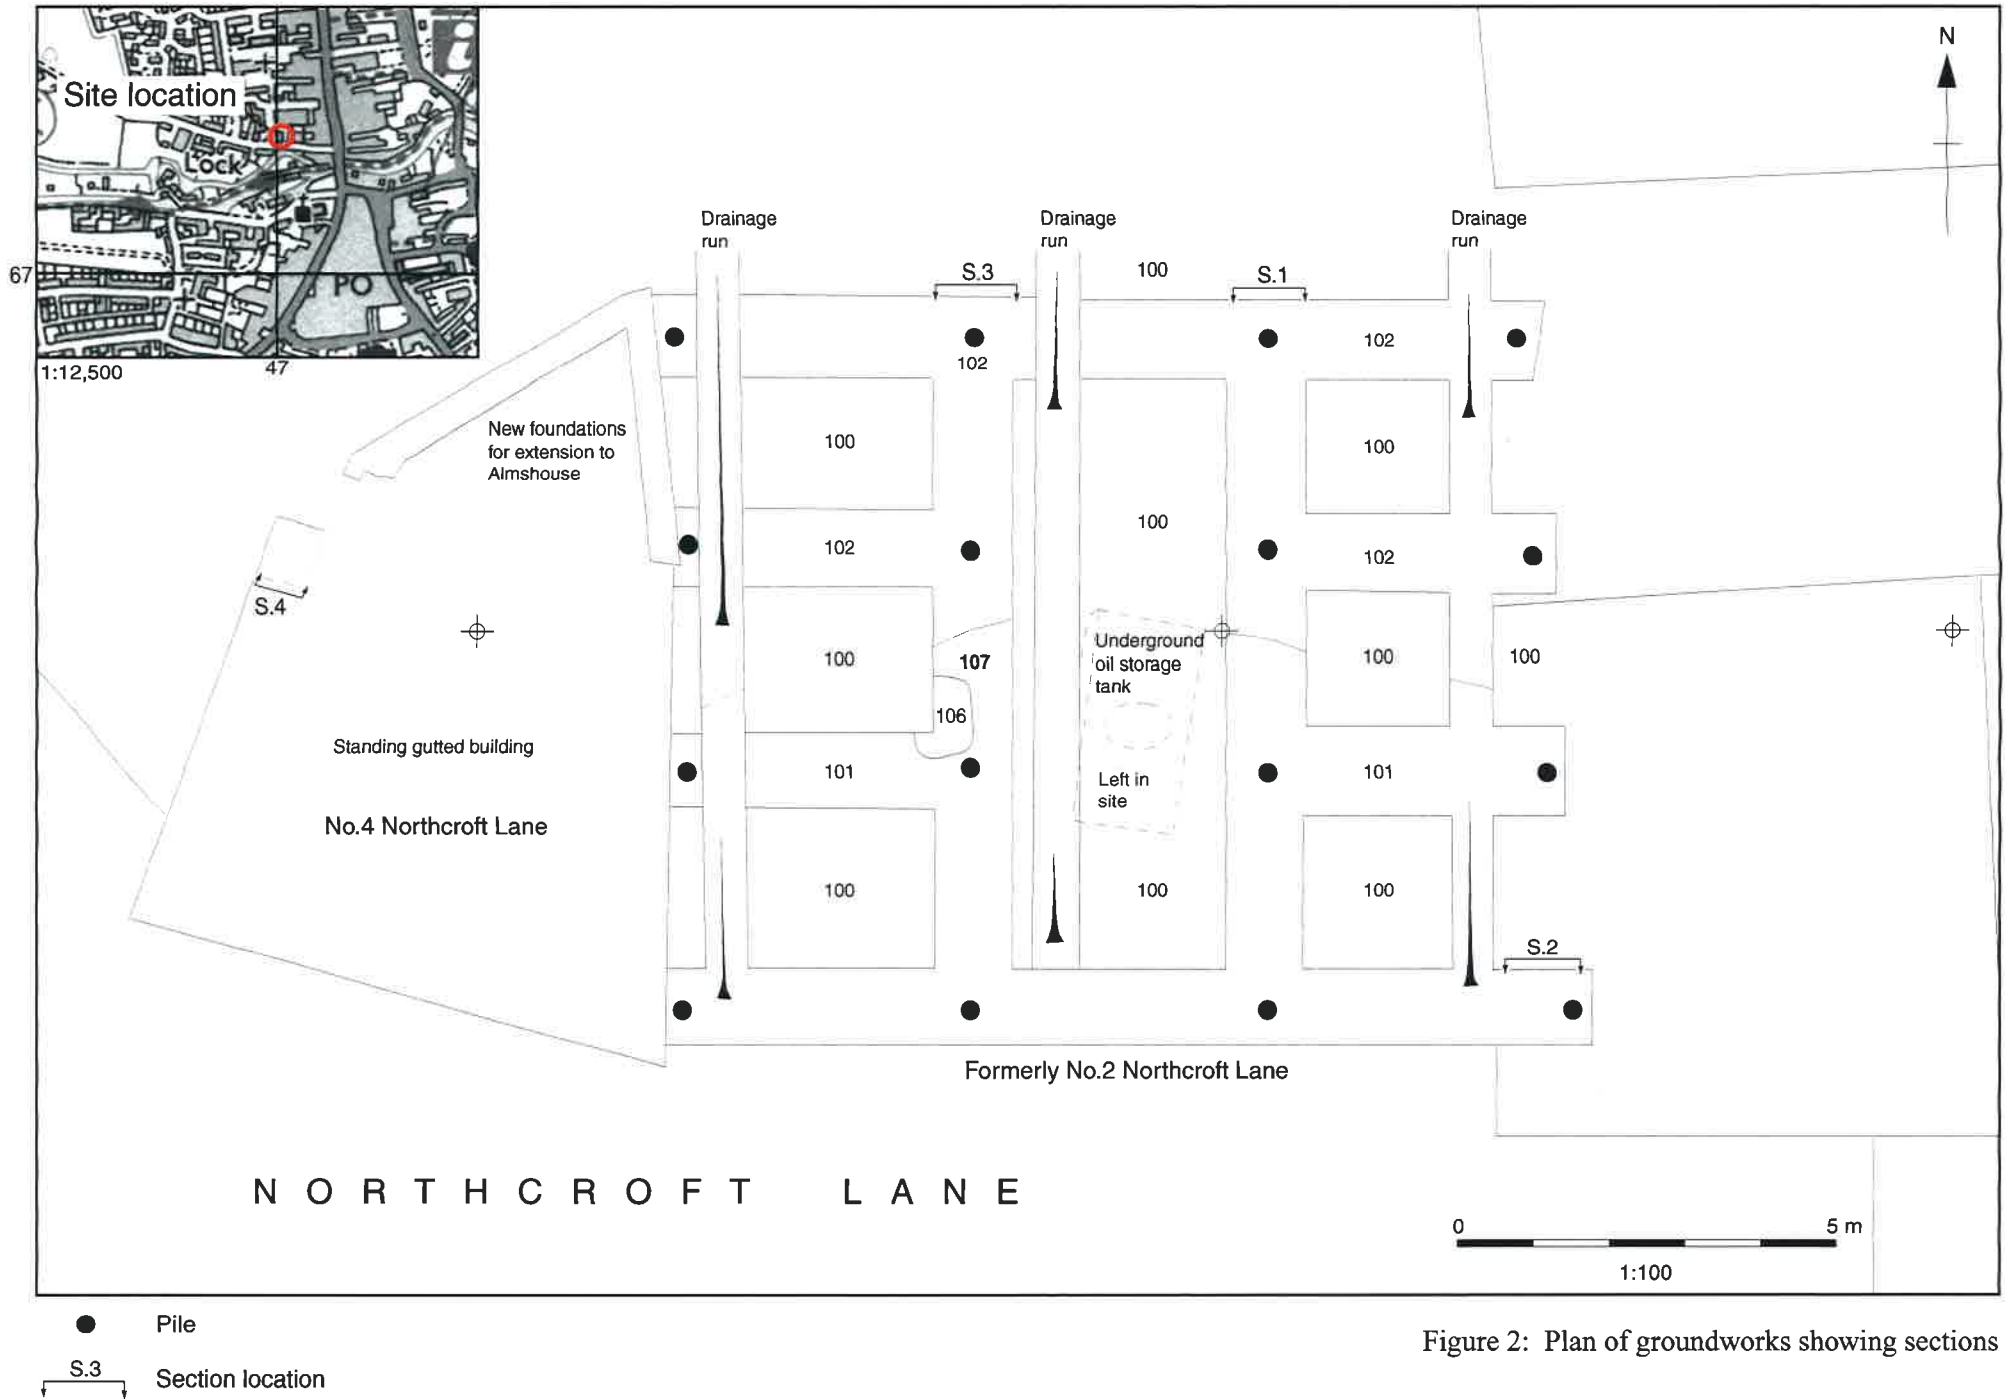 Site location
Lock
PO
67
1:12,500
47
N
Drainage
run
Drainage
run
Drainage
run
S.3
100
S.1
102
102
New foundations
for extension to
Almshouse
100
100
100
102
102
S.4
Underground
oil storage
tank
100
107
100
100
106
Standing gutted building
101
Left in
site
101
No.4 Northcroft Lane
100
100
100
S.2
Formerly No.2 Northcroft Lane
NORTHCROFT LANE
0 5 m
1:100
Pile
S.3 Section location
Figure 2: Plan of groundworks showing sections